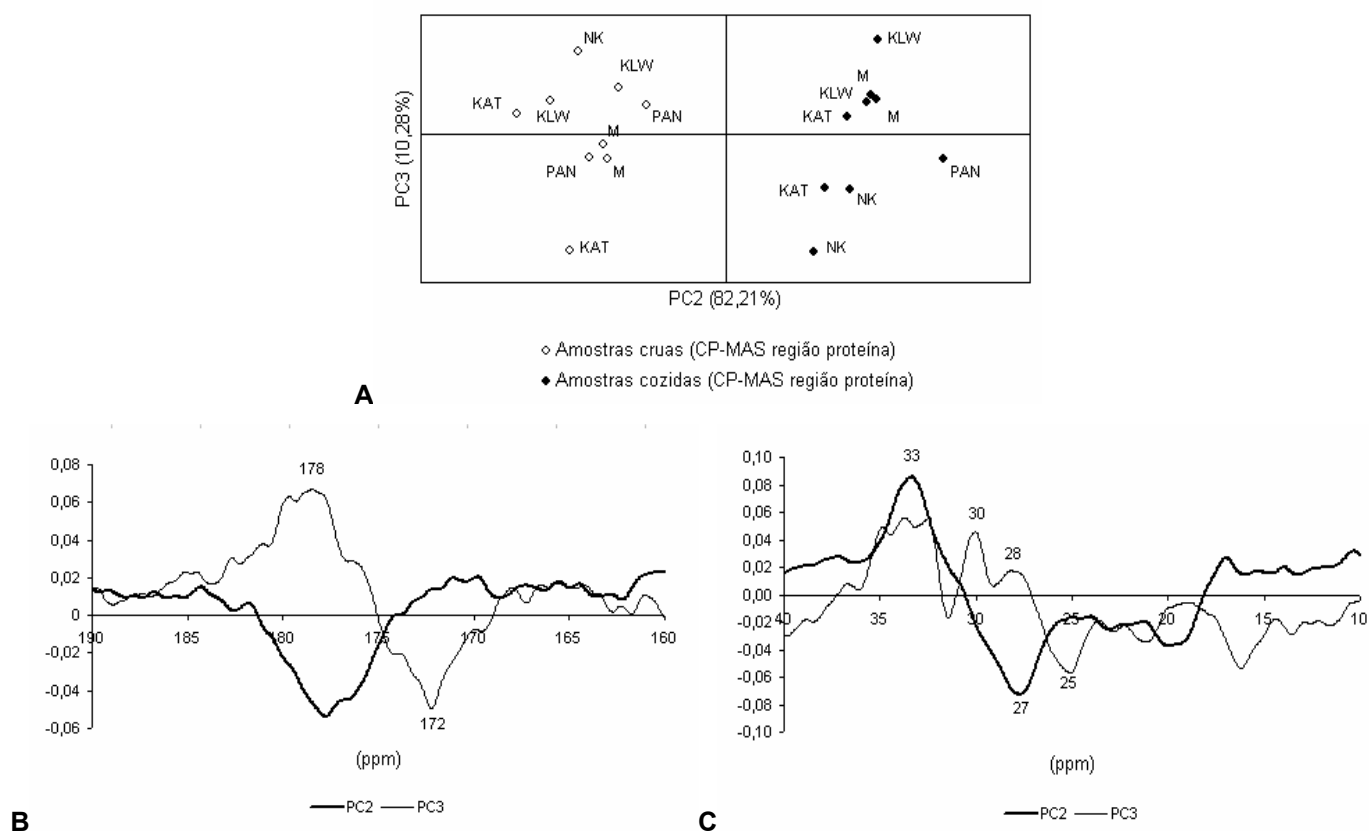 NK
KLW
KAT
KLW
PAN
M
PAN
M
KAT
KLW
M
KLW
M
KAT
PAN
KAT
NK
NK
PC3 (10,28%)
PC2 (82,21%)
Amostras cruas (CP-MAS região proteína)
Amostras cozidas (CP-MAS região proteína)
A
0,08
0,06
0,04
0,02
0
-0,02
-0,04
-0,06
190
185
180
175
170
165
160
178
172
(ppm)
PC2 PC3
B
0,10
0,08
0,06
0,04
0,02
0,00
-0,02
-0,04
-0,06
-0,08
-0,10
40
35
30
25
20
15
10
33
30
28
25
27
(ppm)
PC2 PC3
C